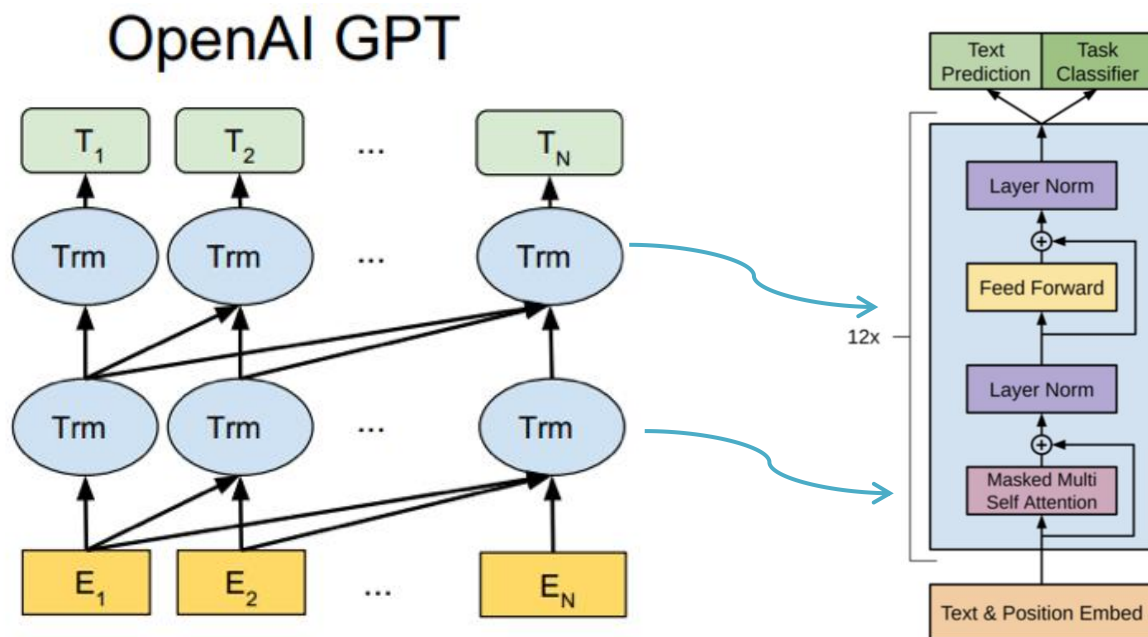 OpenAI GPT
T1 T2 ... TN
Trm Trm ... Trm
Trm Trm ... Trm
E1 E2 ... EN
Text
Prediction
Task
Classifier
Layer Norm
+
Feed Forward
12x
Layer Norm
+
Masked Multi
Self Attention
Text & Position Embed